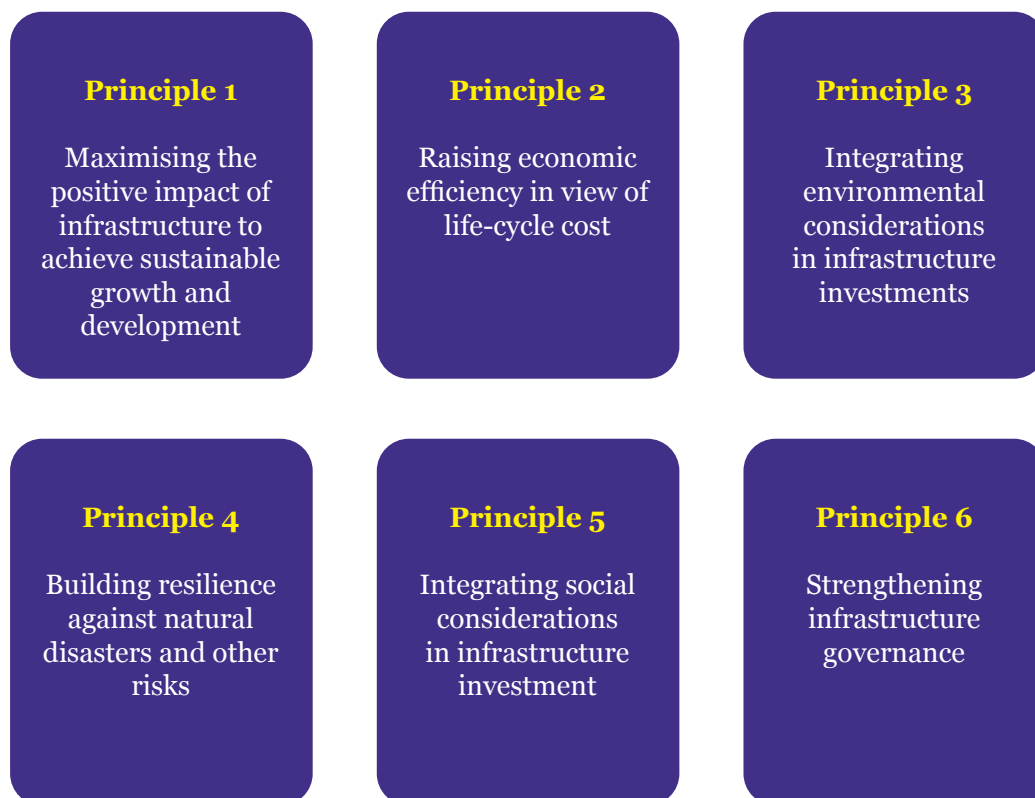 Principle 1
Maximising the
positive impact of
infrastructure to
achieve sustainable
growth and
development
Principle 2
Raising economic
efficiency in view of
life-cycle cost
Principle 3
Integrating
environmental
considerations
in infrastructure
investments
Principle 4
Building resilience
against natural
disasters and other
risks
Principle 5
Integrating social
considerations
in infrastructure
investment
Principle 6
Strengthening
infrastructure
governance